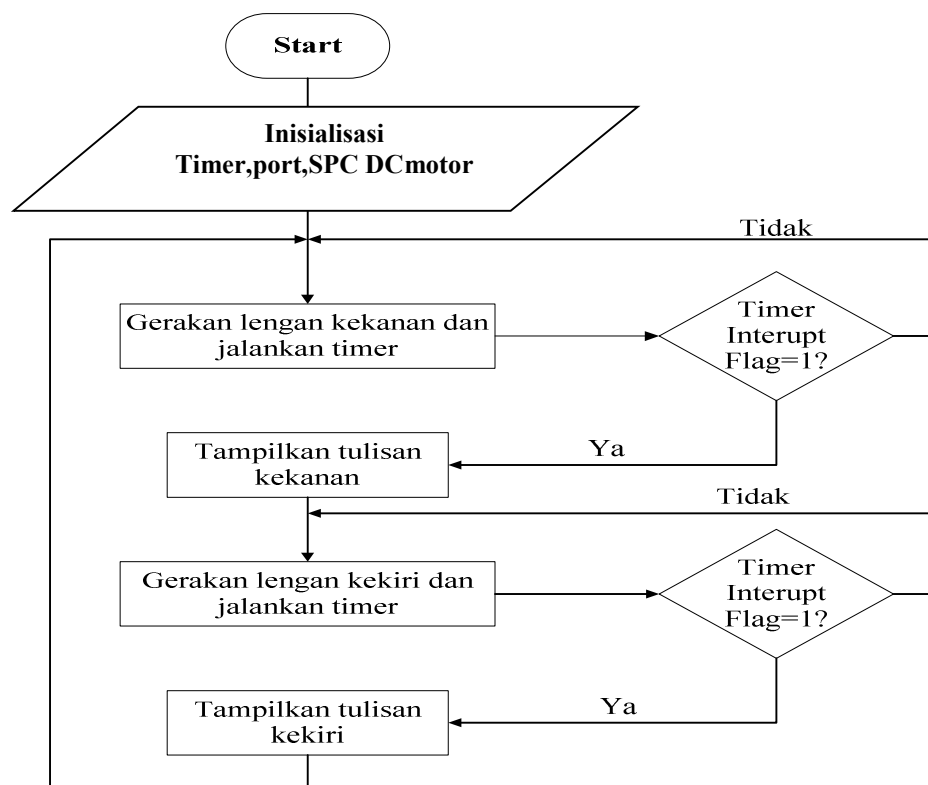 Start
Inisialisasi
Timer,port,SPC DCmotor
Tidak
Gerakan lengan kekanan dan
jalankan timer
Timer
Interupt
Flag=1?
Ya
Tampilkan tulisan
kekanan
Tidak
Gerakan lengan kekiri dan
jalankan timer
Timer
Interupt
Flag=1?
Ya
Tampilkan tulisan
kekiri